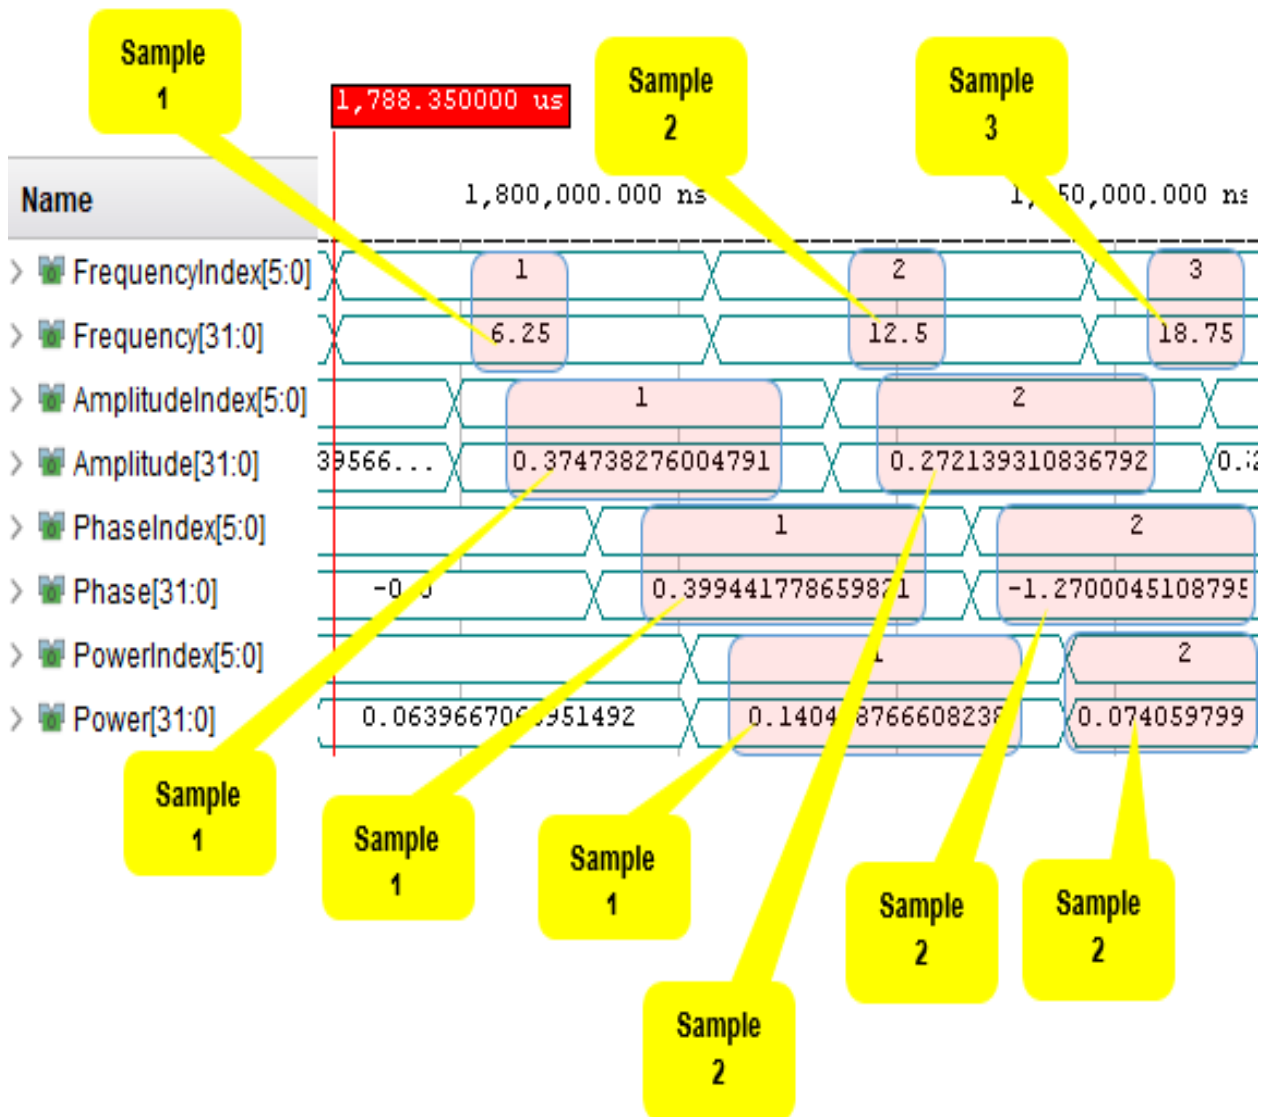 Sample
1
Sample
2
Sample
3
1,788.350000 us
Name
1,800,000.000 ns
FrequencyIndex[5:0] 1 2 3
Frequency[31:0] 6.25 12.5 18.75
AmplitudeIndex[5:0] 1 2
Amplitude[31:0] 39566... 0.374738276004791 0.272139310836792
PhaseIndex[5:0] 1 2
Phase[31:0]
PowerIndex[5:0] 1 2
Power[31:0] 0.074059799
Sample
1
Sample
1
Sample
1
Sample
2
Sample
2
Sample
2